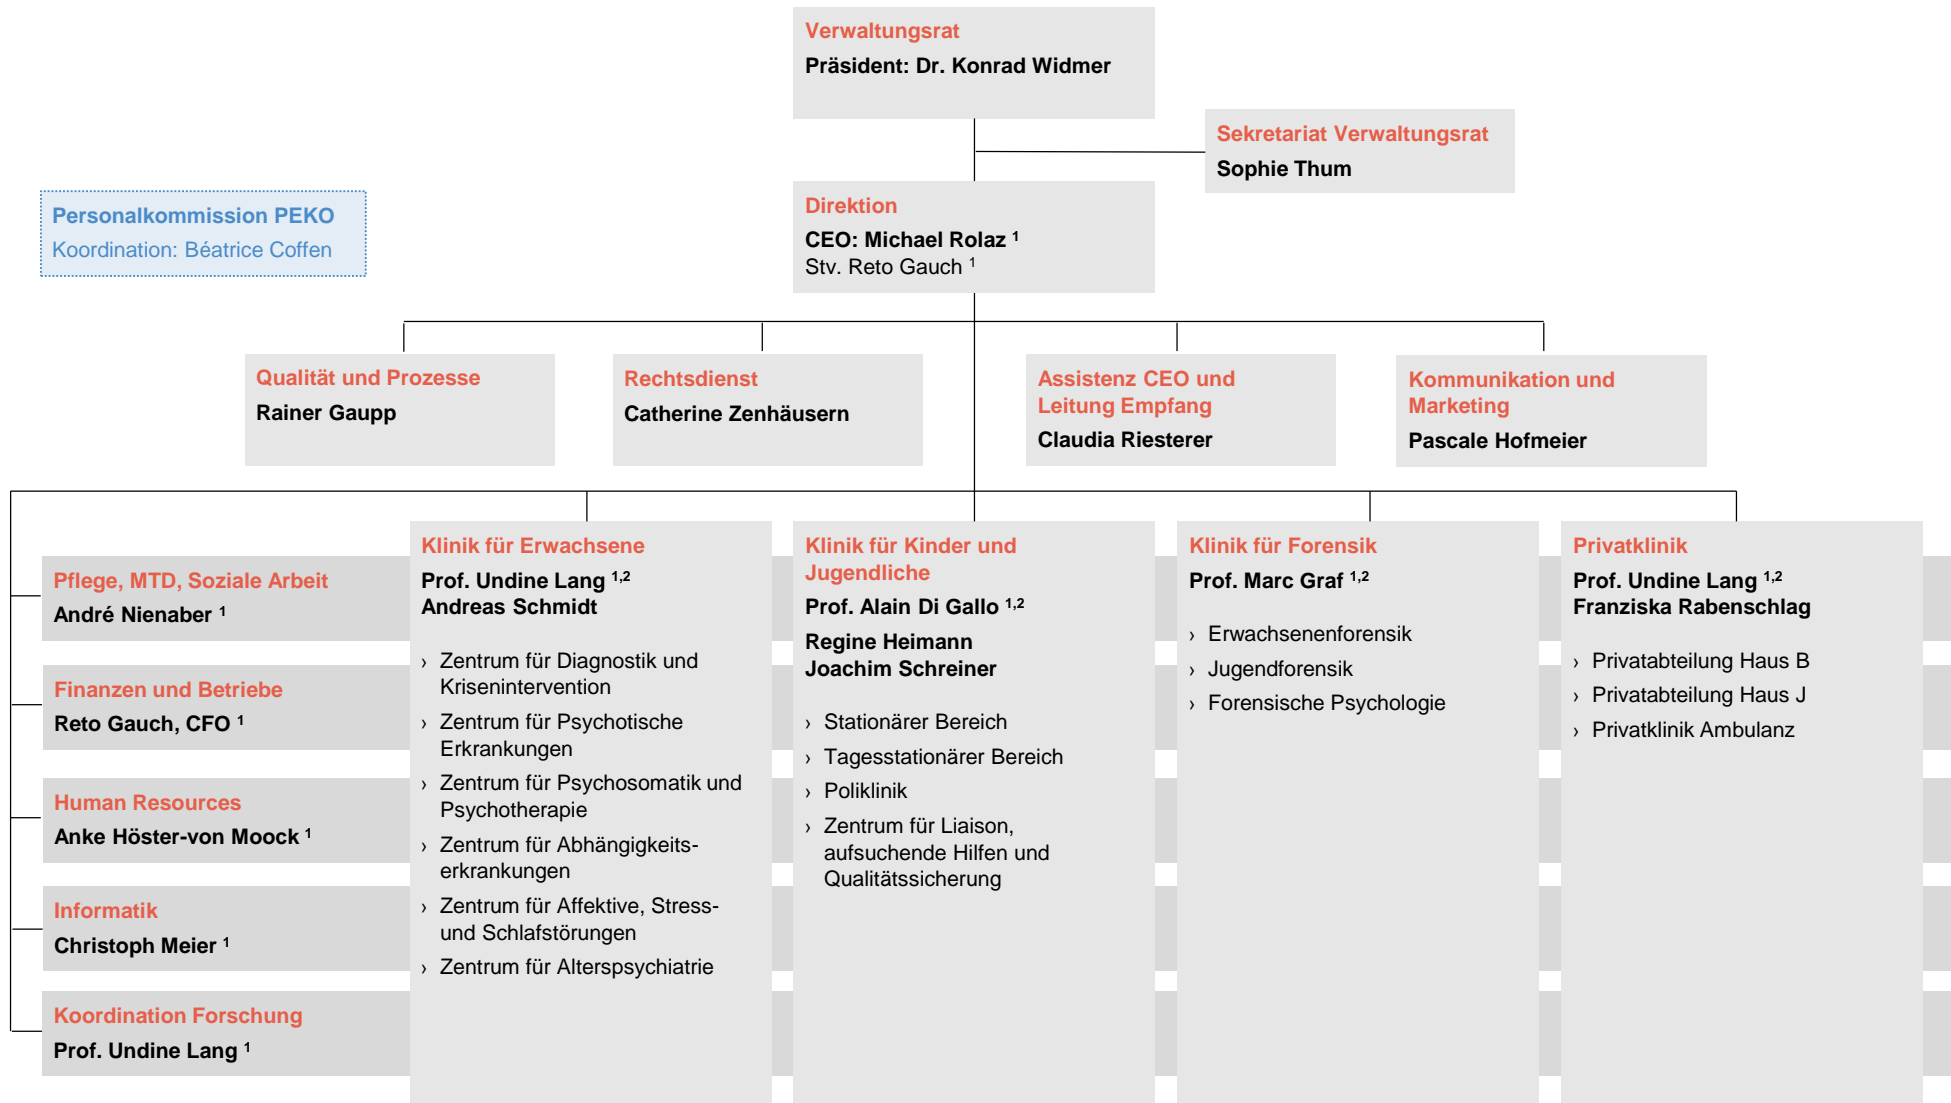 Verwaltungsrat
Präsident: Dr. Konrad Widmer
Sekretariat Verwaltungsrat
Sophie Thum
Personalkommission PEKO
Koordination: Béatrice Coffen
Direktion
CEO: Michael Rolaz ¹
Stv. Reto Gauch ¹
Qualität und Prozesse
Rainer Gaupp
Rechtsdienst
Catherine Zenhäusern
Assistenz CEO und
Leitung Empfang
Claudia Riesterer
Kommunikation und
Marketing
Pascale Hofmeier
Pflege, MTD, Soziale Arbeit
André Nienaber ¹
Finanzen und Betriebe
Reto Gauch, CFO ¹
Human Resources
Anke Höster-von Moock ¹
Informatik
Christoph Meier ¹
Koordination Forschung
Prof. Undine Lang ¹
Klinik für Erwachsene
Prof. Undine Lang ¹,²
Andreas Schmidt
› Zentrum für Diagnostik und
Krisenintervention
› Zentrum für Psychotische
Erkrankungen
› Zentrum für Psychosomatik und
Psychotherapie
› Zentrum für Abhängigkeits-
erkrankungen
› Zentrum für Affektive, Stress-
und Schlafstörungen
› Zentrum für Alterspsychiatrie
Klinik für Kinder und
Jugendliche
Prof. Alain Di Gallo ¹,²
Regine Heimann
Joachim Schreiner
› Stationärer Bereich
› Tagesstationärer Bereich
› Poliklinik
› Zentrum für Liaison,
aufsuchende Hilfen und
Qualitätssicherung
Klinik für Forensik
Prof. Marc Graf ¹,²
› Erwachsenenforensik
› Jugendforensik
› Forensische Psychologie
Privatklinik
Prof. Undine Lang ¹,²
Franziska Rabenschlag
› Privatabteilung Haus B
› Privatabteilung Haus J
› Privatklinik Ambulanz